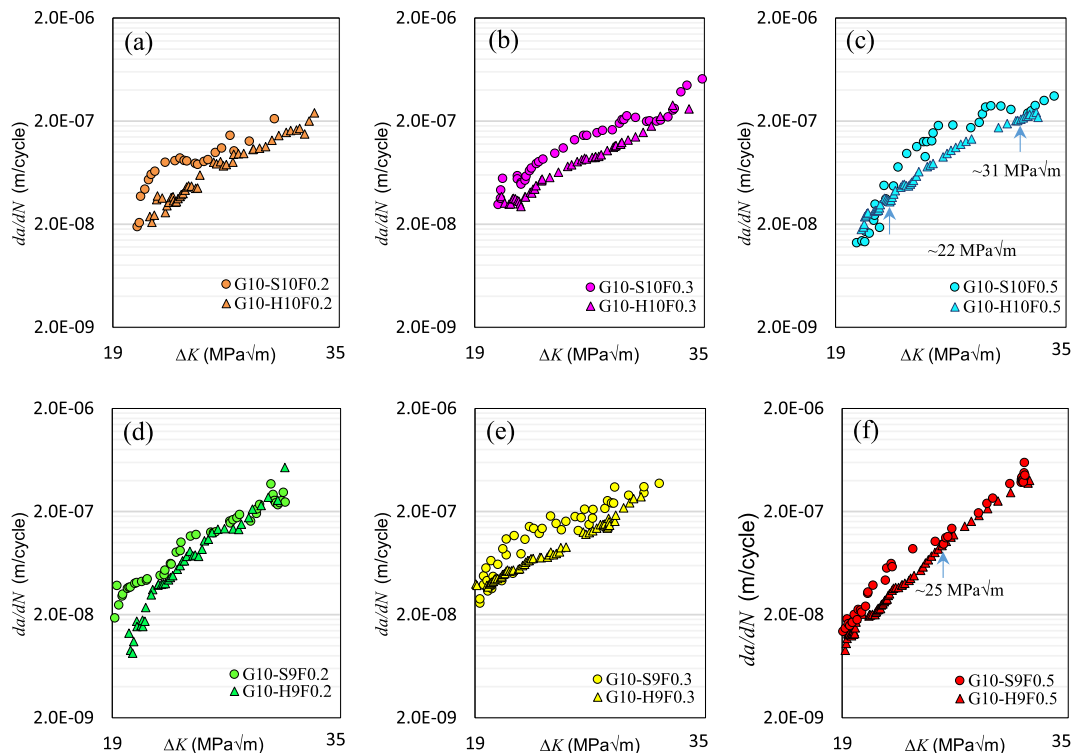 (a)
2.0E-06
2.0E-07
2.0E-08
2.0E-09
da/dN (m/cycle)
G10-S10F0.2
G10-H10F0.2
19
ΔK (MPa√m)
35
(b)
2.0E-06
2.0E-07
2.0E-08
2.0E-09
da/dN (m/cycle)
G10-S10F0.3
G10-H10F0.3
19
ΔK (MPa√m)
35
(c)
2.0E-06
2.0E-07
2.0E-08
2.0E-09
da/dN (m/cycle)
~31 MPa√m
~22 MPa√m
G10-S10F0.5
G10-H10F0.5
19
ΔK (MPa√m)
35
(d)
2.0E-06
2.0E-07
2.0E-08
2.0E-09
da/dN (m/cycle)
G10-S9F0.2
G10-H9F0.2
19
ΔK (MPa√m)
35
(e)
2.0E-06
2.0E-07
2.0E-08
2.0E-09
da/dN (m/cycle)
G10-S9F0.3
G10-H9F0.3
19
ΔK (MPa√m)
35
(f)
2.0E-06
2.0E-07
2.0E-08
2.0E-09
da/dN (m/cycle)
~25 MPa√m
G10-S9F0.5
G10-H9F0.5
19
ΔK (MPa√m)
35